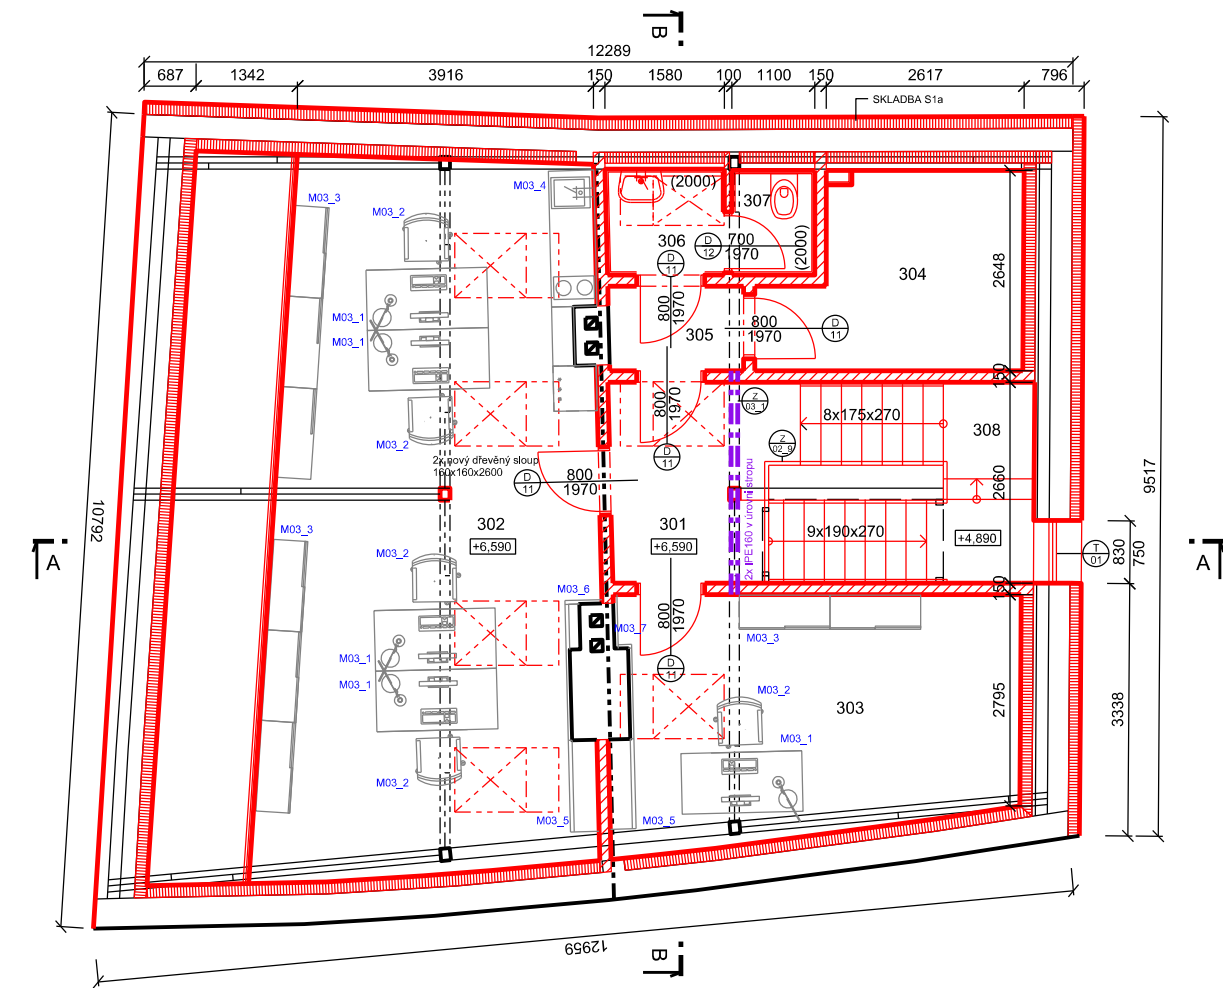 B
12289
687
1342
3916
150
1580
100
1100
150
2617
796
SKLADBA S1a
M03_3
M03_4
M03_2
(2000)
307
306
D
12
700
1970
(2000)
D
11
304
2648
M03_1
M03_1
800
1970
305
800
1970
D
11
150
Z
03_1
8x175x270
308
M03_2
800
1970
Z
02_9
2x nový dřevěný sloup
160x160x2600
D
11
D
11
800
1970
2660
10792
9517
302
+6,590
301
+6,590
2x IPE160 v úrovni stropu
9x190x270
+4,890
T
01
830
750
A
A
M03_3
M03_2
M03_6
M03_7
800
1970
150
M03_3
M03_1
M03_1
D
11
M03_2
303
2795
3338
M03_1
M03_2
M03_5
M03_5
12959
B